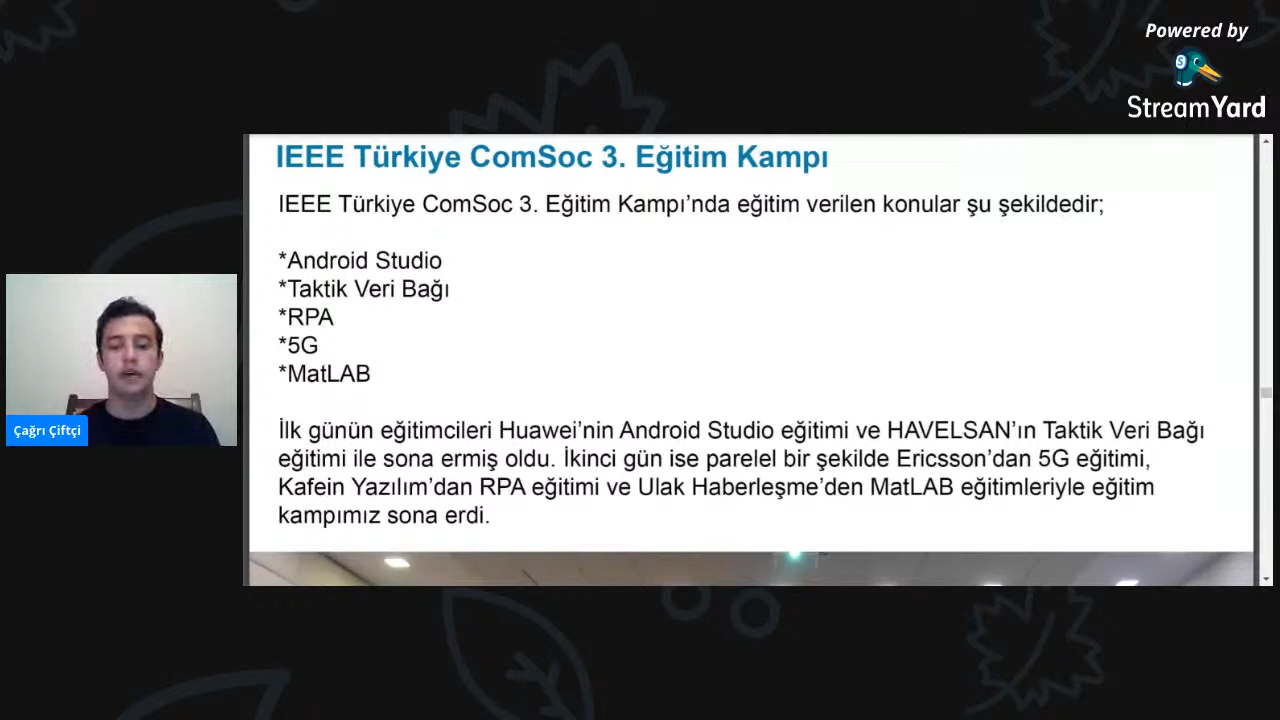 Powered by
StreamYard
IEEE Türkiye ComSoc 3. Eğitim Kampı
IEEE Türkiye ComSoc 3. Eğitim Kampı’nda eğitim verilen konular şu şekildedir;
*Android Studio
*Taktik Veri Bağı
*RPA
*5G
*MatLAB
İlk günün eğitimcileri Huawei’nin Android Studio eğitimi ve HAVELSAN’ın Taktik Veri Bağı
eğitimi ile sona ermiş oldu. İkinci gün ise parelel bir şekilde Ericsson’dan 5G eğitimi,
Kafein Yazılım’dan RPA eğitimi ve Ulak Haberleşme’den MatLAB eğitimleriyle eğitim
kampımız sona erdi.
Çağrı Çiftçi